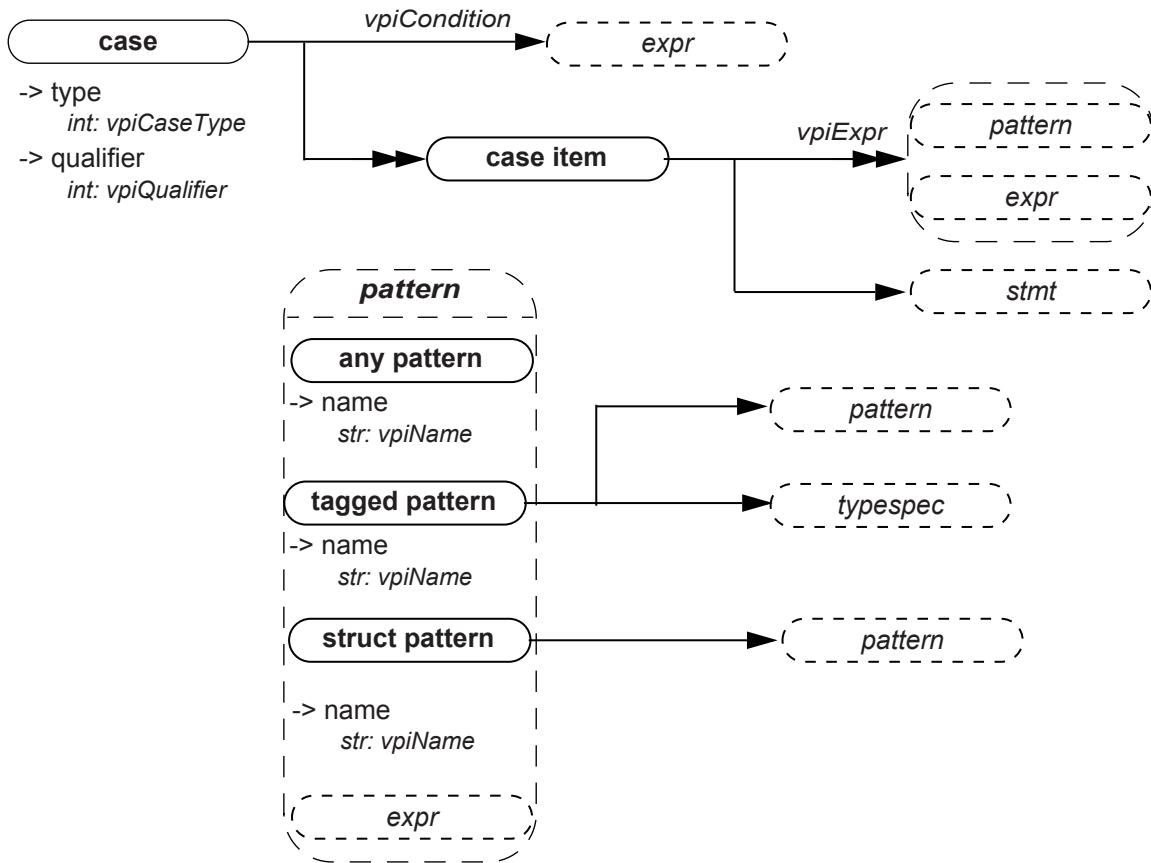 vpiCondition
case
expr
-> type
int: vpiCaseType
-> qualifier
int: vpiQualifier
case item
vpiExpr
pattern
expr
stmt
pattern
any pattern
-> name
str: vpiName
pattern
tagged pattern
typespec
-> name
str: vpiName
struct pattern
pattern
-> name
str: vpiName
expr